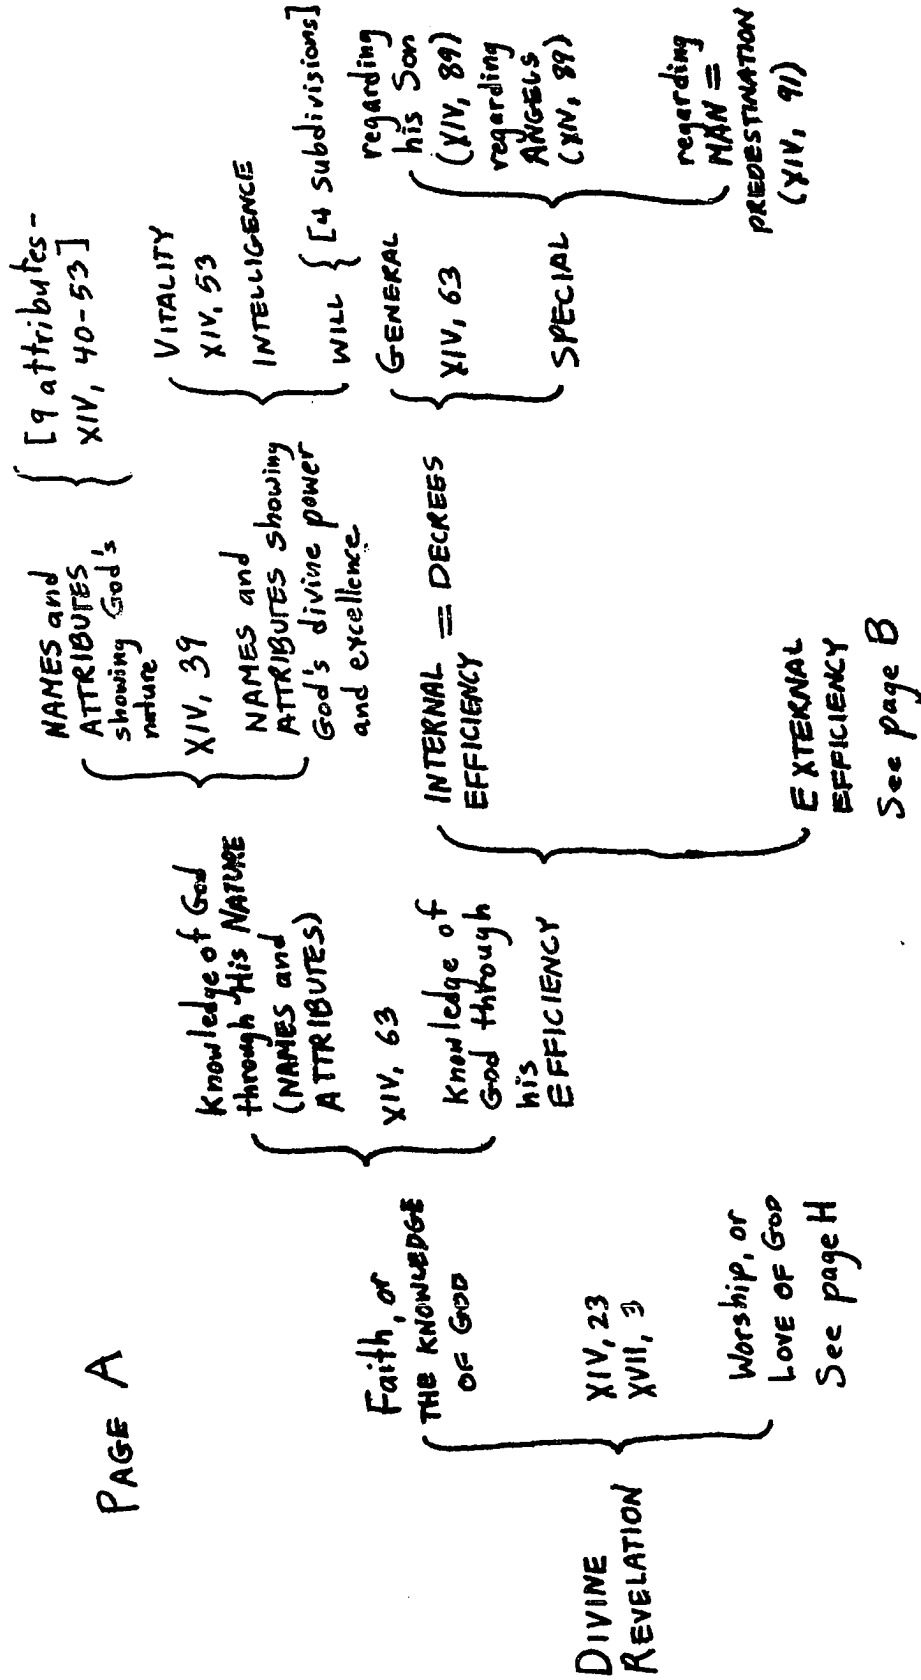 PAGE A
DIVINE
REVELATION
Faith, or
THE KNOWLEDGE
OF GOD
XIV, 23
XVII, 3
Worship, or
LOVE OF GOD
See page H
Knowledge of God
through His NATURE
(NAMES and
ATTRIBUTES)
XIV, 63
Knowledge of
God through
his
EFFICIENCY
NAMES and
ATTRIBUTES
showing God's
nature
XIV, 39
NAMES and
ATTRIBUTES showing
God's divine power
and excellence
INTERNAL = DECREES
EFFICIENCY
EXTERNAL
EFFICIENCY
See page B
[9 attributes-
XIV, 40-53]
VITALITY
XIV, 53
INTELLIGENCE
WILL { [4 subdivisions]
GENERAL
XIV, 63
SPECIAL
regarding
his Son
(XIV, 89)
regarding
ANGELS
(XIV, 89)
regarding
MAN =
PREDESTINATION
(XIV, 91)